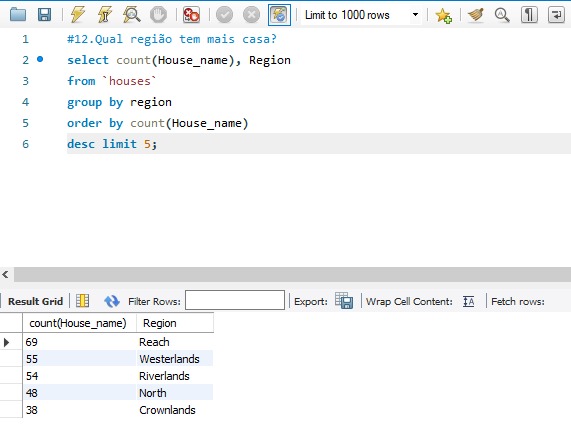 Limit to 1000 rows
1 #12.Qual região tem mais casa?
2 select count(House_name), Region
3 from `houses`
4 group by region
5 order by count(House_name)
6 desc limit 5;
Result Grid Filter Rows: Export: Wrap Cell Content: Fetch rows:
count(House_name) Region
69 Reach
55 Westerlands
54 Riverlands
48 North
38 Crownlands